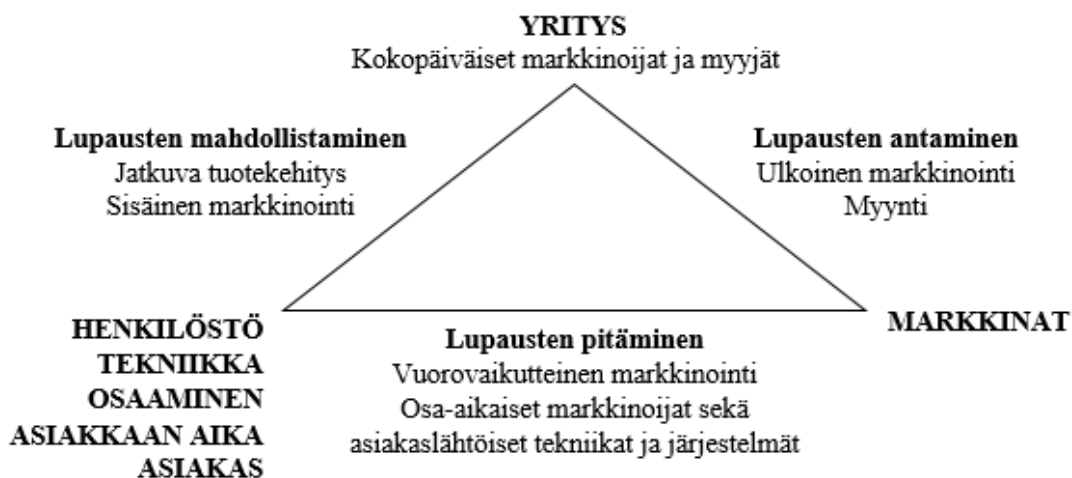 YRITYS
Kokopäiväiset markkinoijat ja myyjät
Lupausten mahdollistaminen
Jatkuva tuotekehitys
Sisäinen markkinointi
Lupausten antaminen
Ulkoinen markkinointi
Myynti
HENKILÖSTÖ
TEKNIIKKA
OSAAMINEN
ASIAKKAAN AIKA
ASIAKAS
Lupausten pitäminen
Vuorovaikutteinen markkinointi
Osa-aikaiset markkinoijat sekä
asiakaslähtöiset tekniikat ja järjestelmät
MARKKINAT